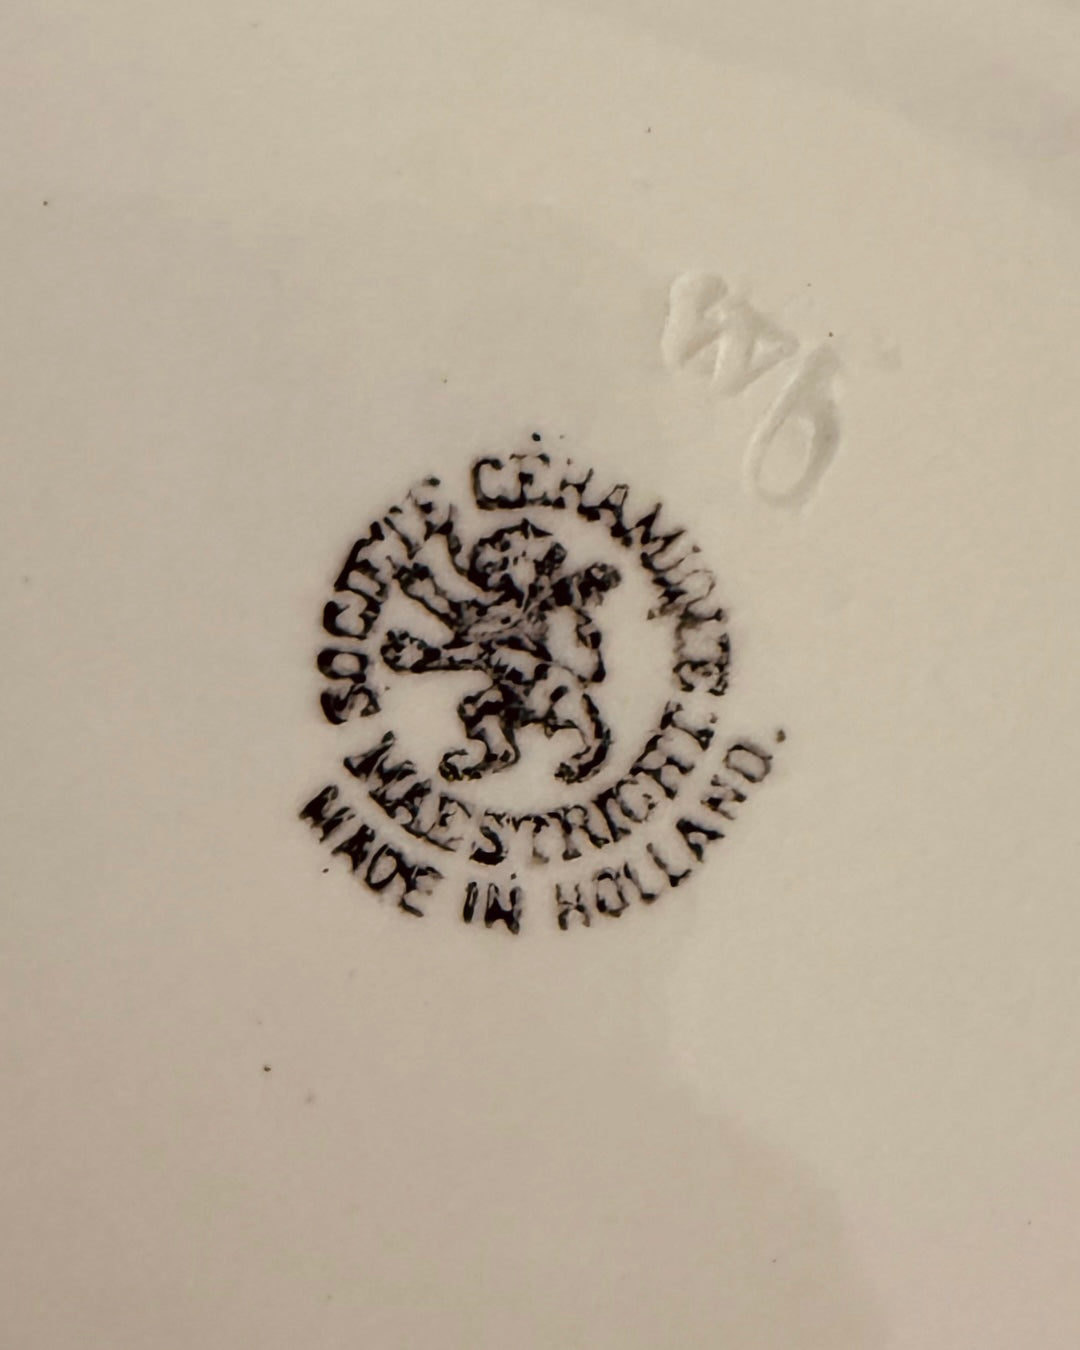 SOCIÉTÉ CÉRAMIQUE
MAESTRICHT
MADE IN HOLLAND.